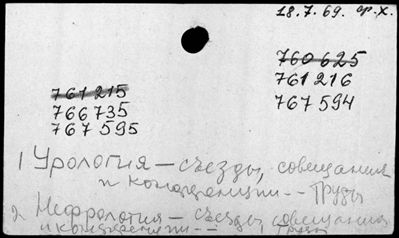 18.7.69. ор.х.
761215
766735
767595
760625
761216
767594
1 Урология – съезды, совещания
и конференции -- Труды
2 Нефрология – съезды, совещания
и конференции -- Труды